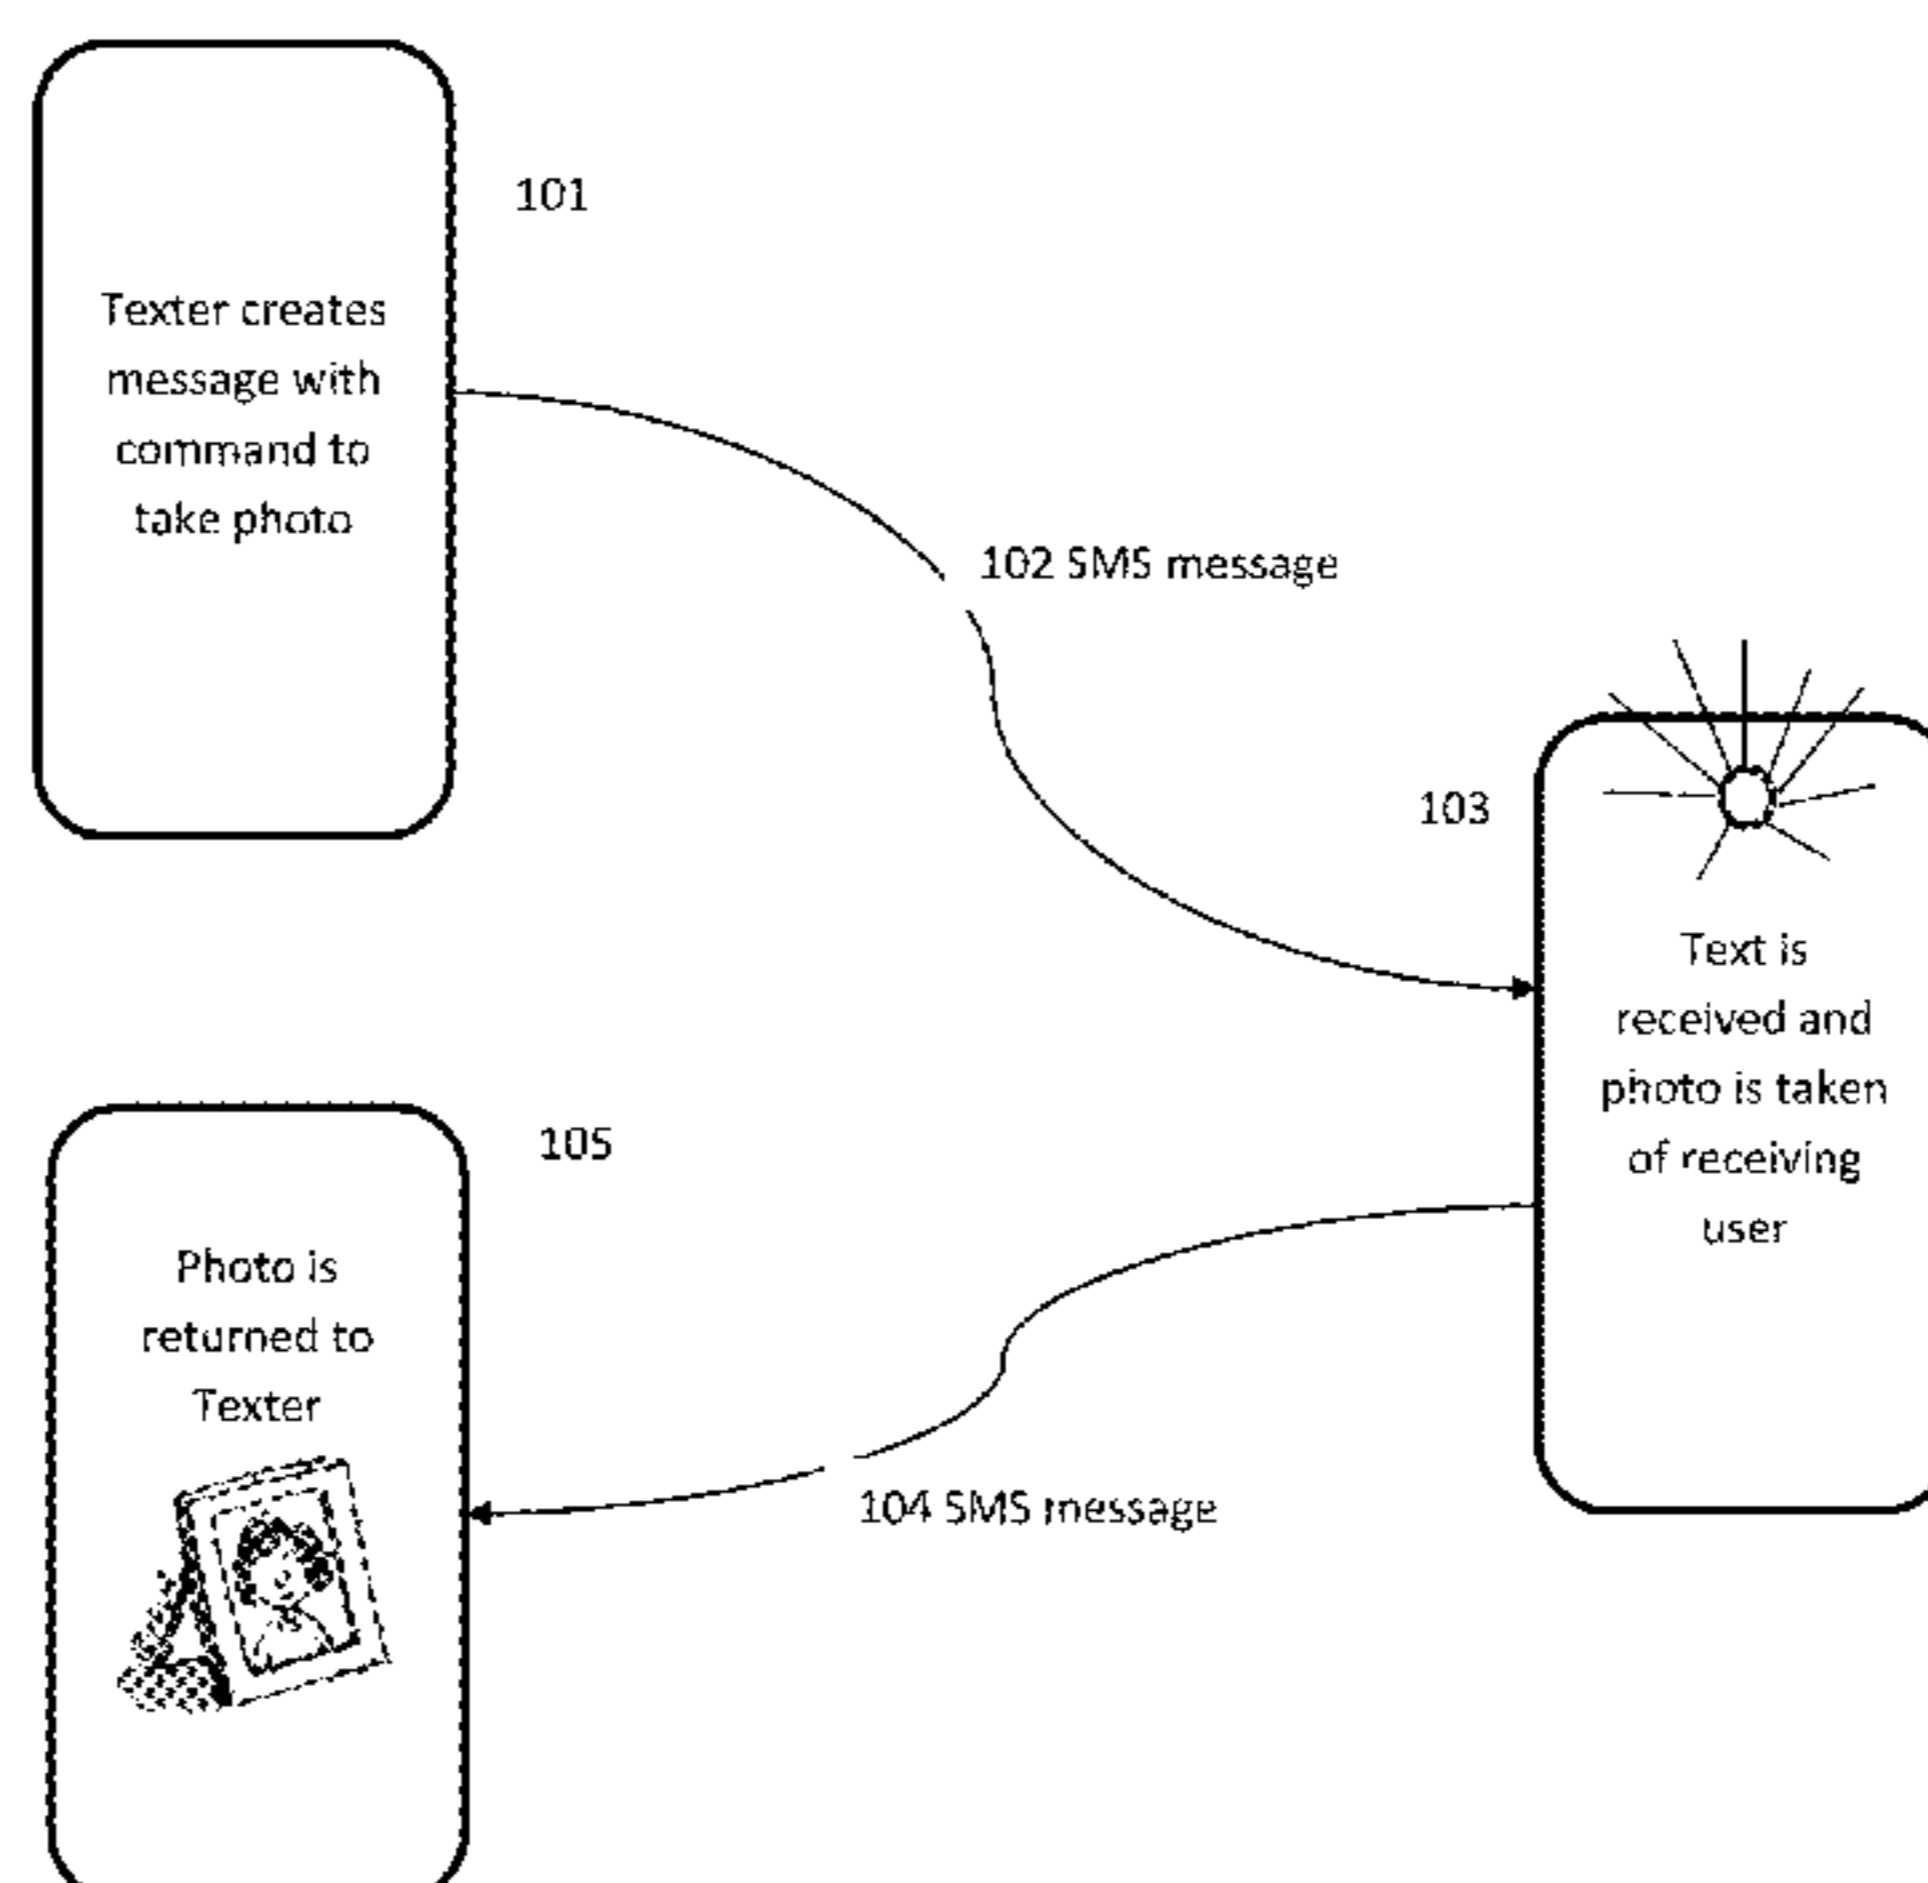 101
Texter creates
message with
command to
take photo
102 SMS message
103
Text is
received and
photo is taken
of receiving
user
105
Photo is
returned to
Texter
104 SMS message